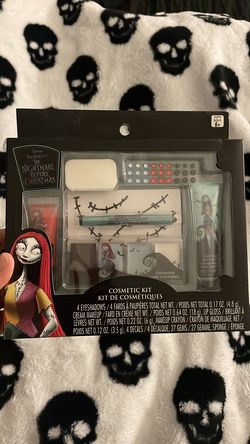 Disney
Tim Burton's
THE
NIGHTMARE
BEFORE
CHRISTMAS
COSMETIC KIT
KIT DE COSMÉTIQUES
4 EYESHADOWS / 4 FARDS À PAUPIÈRES TOTAL NET WT. / POIDS NET TOTAL 0.17 OZ. (4.8 g)
CREAM MAKEUP / FARD EN CRÈME NET WT. / POIDS NET 0.64 OZ. (18 g), LIP GLOSS / BRILLANT À
LÈVRES NET WT. / POIDS NET 0.22 OZ. (6 g), MAKEUP CRAYON / CRAYON DE MAQUILLAGE, NET
WT. / POIDS NET 0.12 OZ. (3.5 g), 4 DECALS / 4 DÉCALQUE, 27 GEMS / 27 GEMME, SPONGE / ÉPONGE